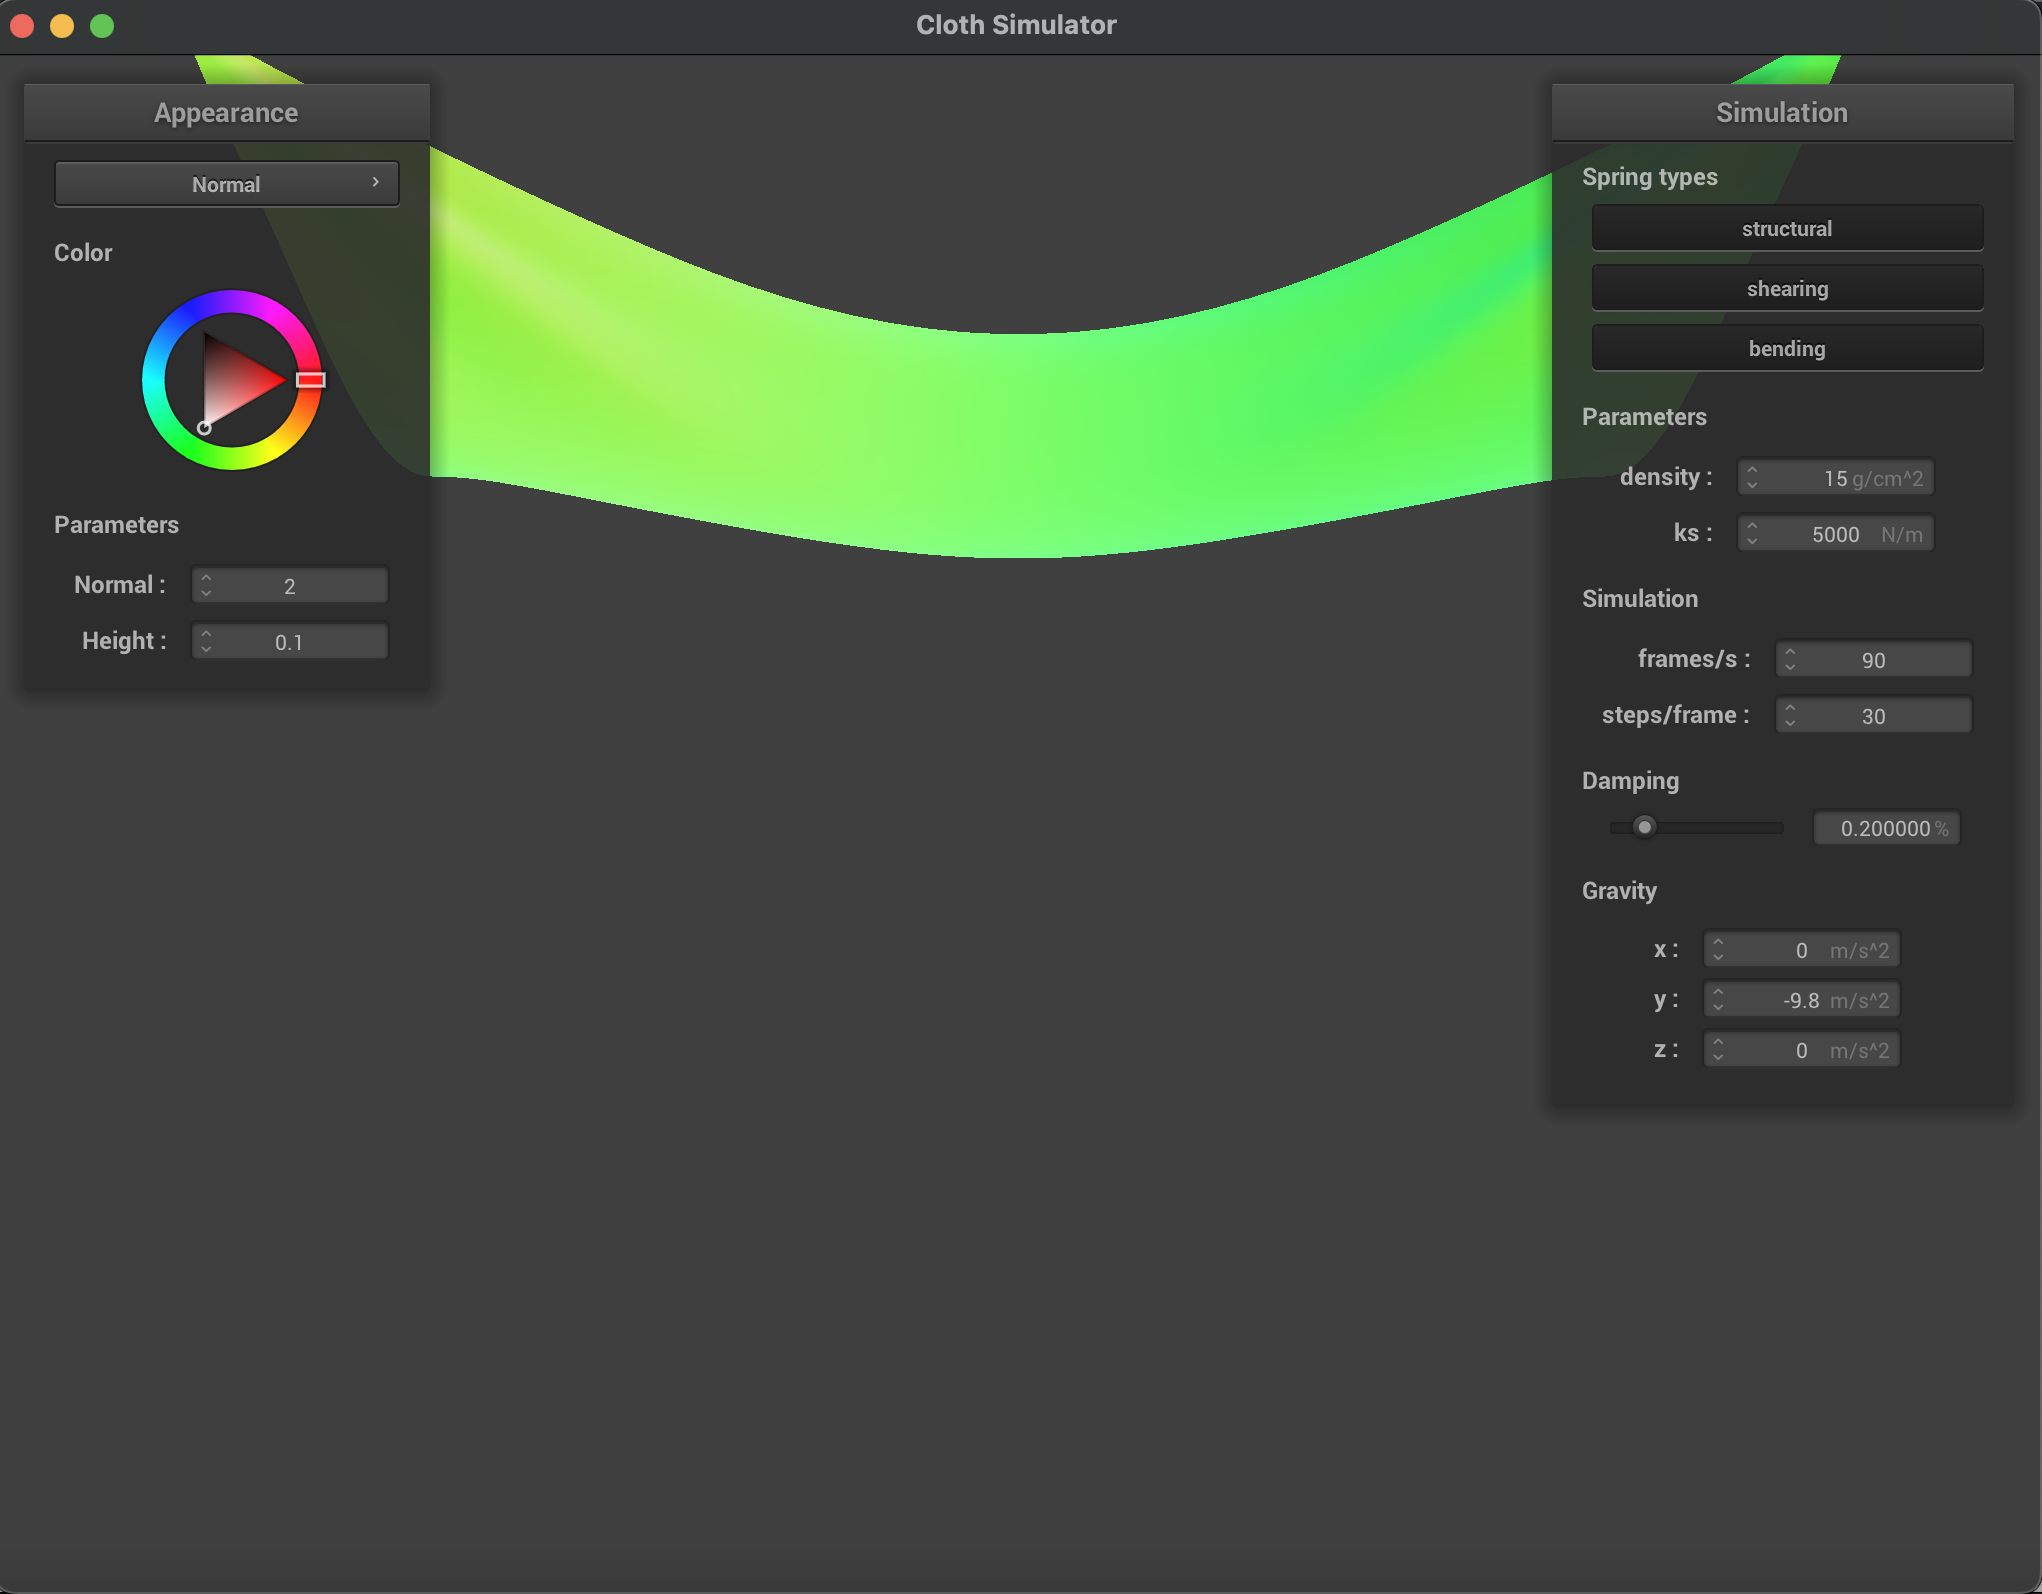 Cloth Simulator
Appearance
Normal
Color
Parameters
Normal : 2
Height : 0.1
Simulation
Spring types
structural
shearing
bending
Parameters
density : 15 g/cm^2
ks : 5000 N/m
Simulation
frames/s : 90
steps/frame : 30
Damping
0.200000 %
Gravity
x : 0 m/s^2
y : -9.8 m/s^2
z : 0 m/s^2